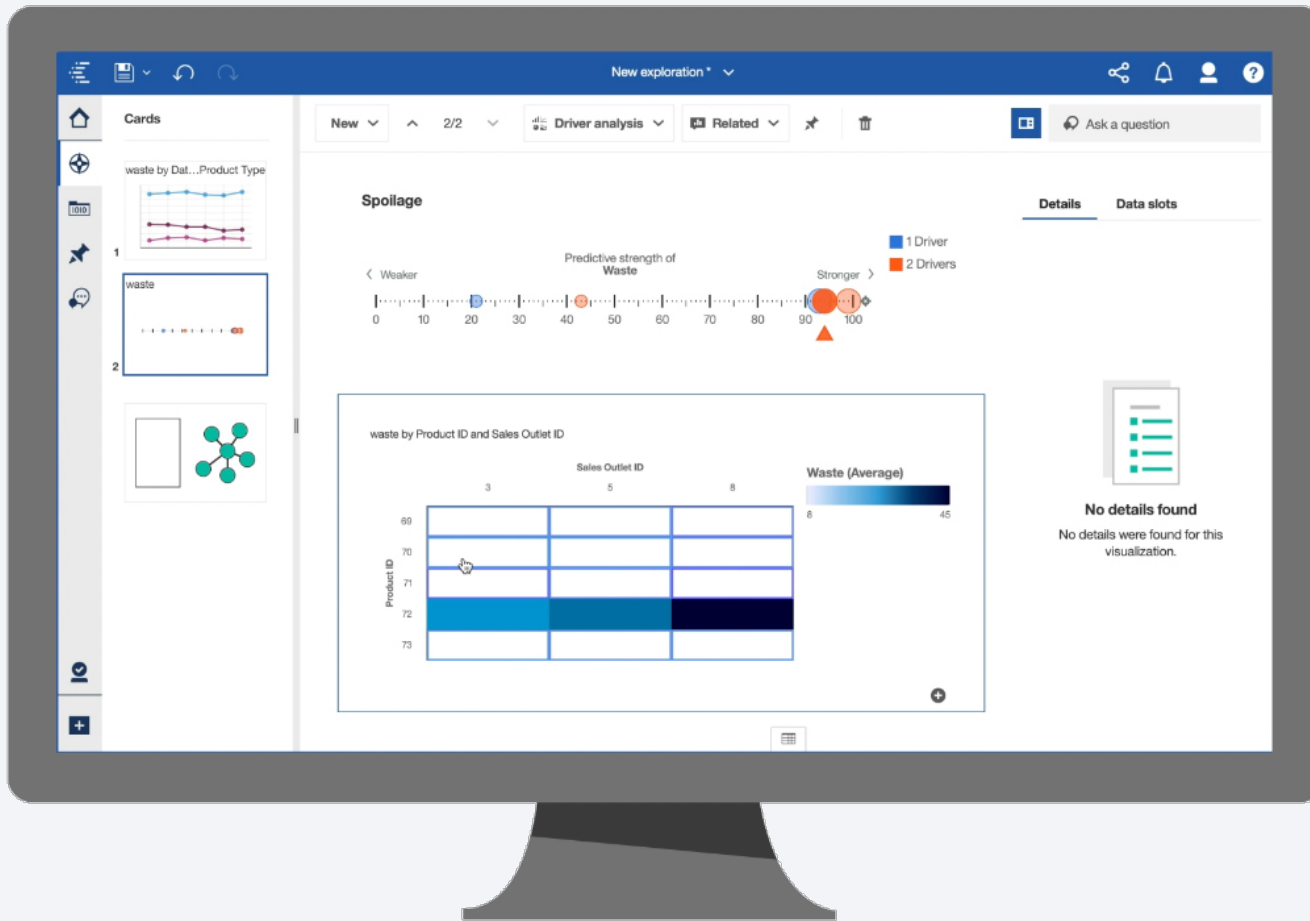 New exploration *
?
Cards
waste by Dat...Product Type
1
waste
2
1010
New
2/2
Driver analysis
Related
Ask a question
Spoilage
Predictive strength of
Waste
Weaker
Stronger
0 10 20 30 40 50 60 70 80 90 100
1 Driver
2 Drivers
waste by Product ID and Sales Outlet ID
Sales Outlet ID
3 5 8
Product ID
69
70
71
72
73
Waste (Average)
8 45
Details Data slots
No details found
No details were found for this
visualization.